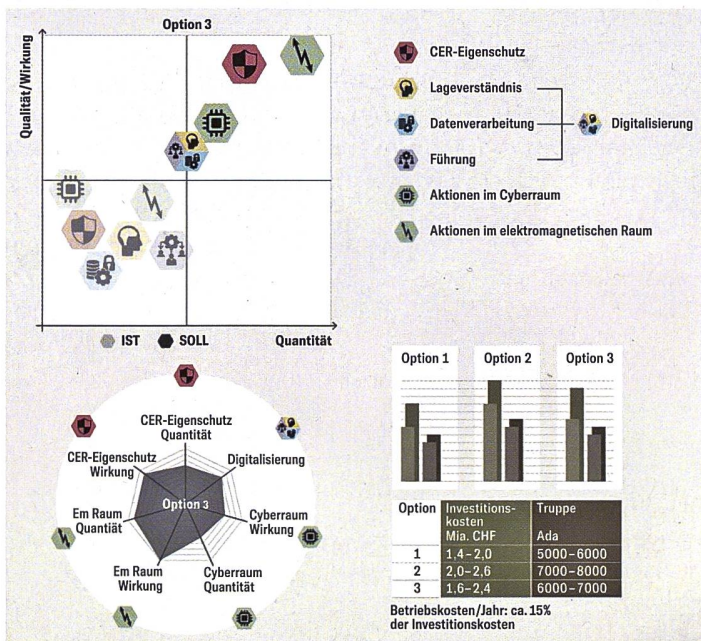 Option 3
Qualität/Wirkung
IST
SOLL
Quantität
CER-Eigenschutz
Lageverständnis
Datenverarbeitung
Digitalisierung
Führung
Aktionen im Cyberraum
Aktionen im elektromagnetischen Raum
CER-Eigenschutz
Quantität
CER-Eigenschutz
Wirkung
Digitalisierung
Option 3
Em Raum
Quantiät
Cyberraum
Wirkung
Em Raum
Wirkung
Cyberraum
Quantität
Option 1
Option 2
Option 3
Option
Investitions-
kosten
Mia. CHF
Truppe
Ada
1 1,4–2,0 5000–6000
2 2,0–2,6 7000–8000
3 1,6–2,4 6000–7000
Betriebskosten/Jahr: ca. 15%
der Investitionskosten